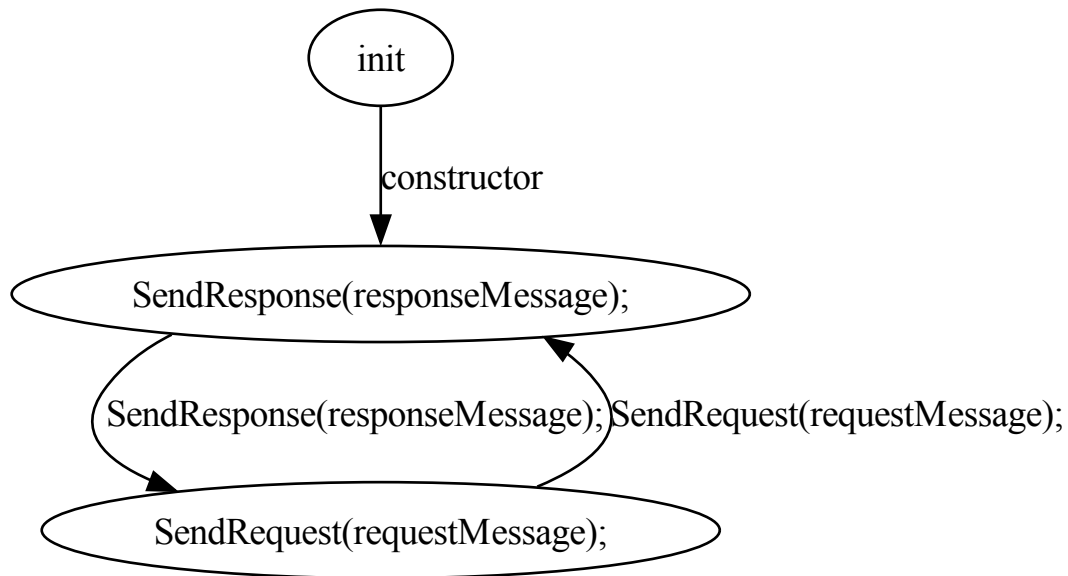 init
constructor
SendResponse(responseMessage);
SendResponse(responseMessage);
SendRequest(requestMessage);
SendRequest(requestMessage);